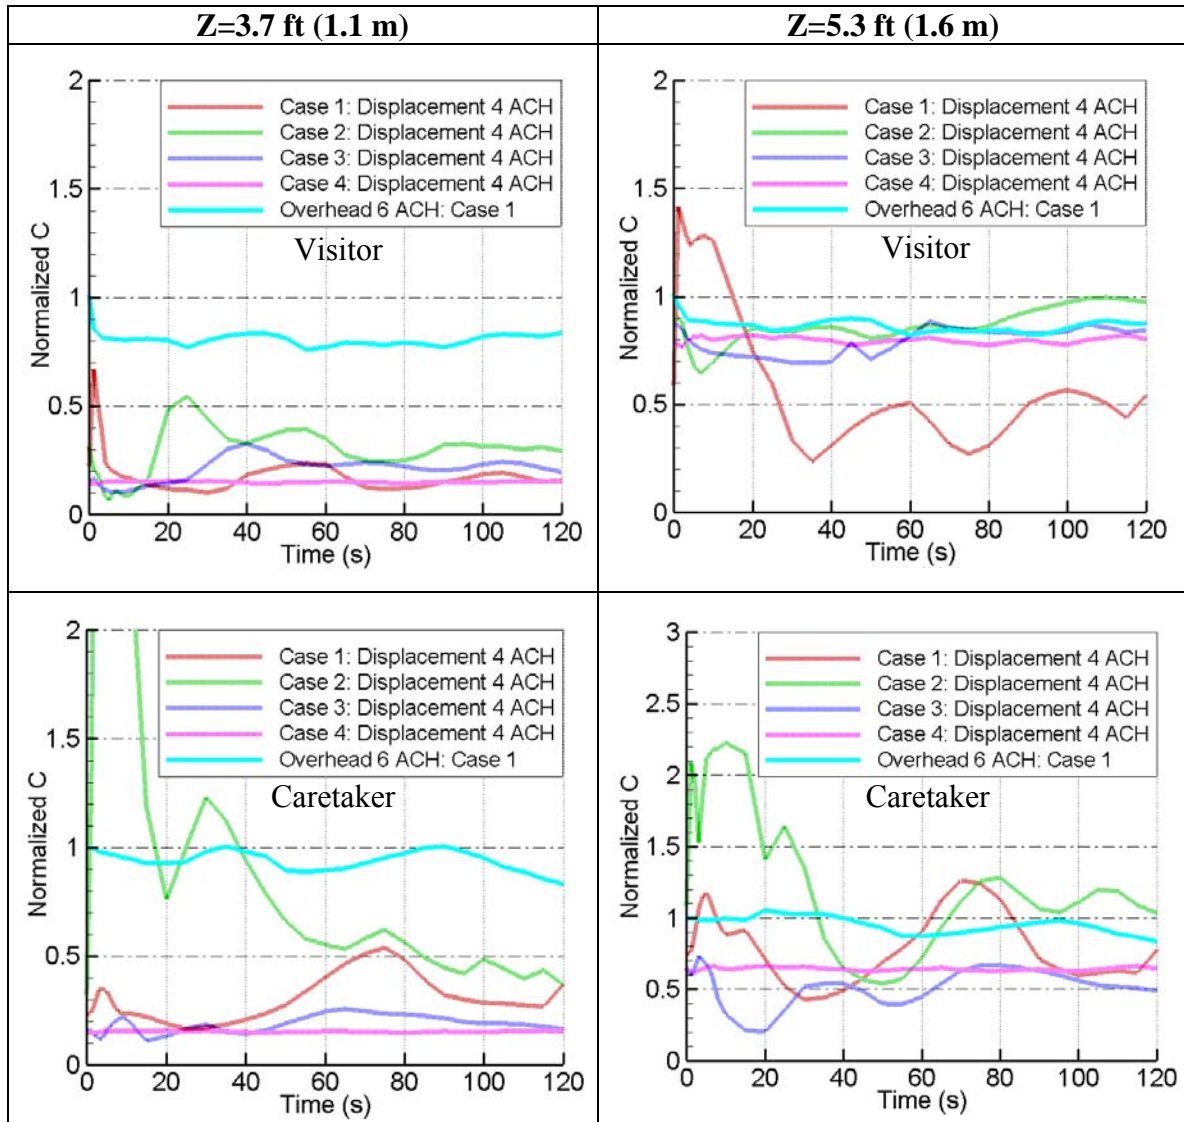 Z=3.7 ft (1.1 m)
Z=5.3 ft (1.6 m)
2
1.5
1
0.5
0
Normalized C
Case 1: Displacement 4 ACH
Case 2: Displacement 4 ACH
Case 3: Displacement 4 ACH
Case 4: Displacement 4 ACH
Overhead 6 ACH: Case 1
Visitor
0 20 40 60 80 100 120
Time (s)
2
1.5
1
0.5
0
Normalized C
Case 1: Displacement 4 ACH
Case 2: Displacement 4 ACH
Case 3: Displacement 4 ACH
Case 4: Displacement 4 ACH
Overhead 6 ACH: Case 1
Visitor
0 20 40 60 80 100 120
Time (s)
2
1.5
1
0.5
0
Normalized C
Case 1: Displacement 4 ACH
Case 2: Displacement 4 ACH
Case 3: Displacement 4 ACH
Case 4: Displacement 4 ACH
Overhead 6 ACH: Case 1
Caretaker
0 20 40 60 80 100 120
Time (s)
3
2.5
2
1.5
1
0.5
0
Normalized C
Case 1: Displacement 4 ACH
Case 2: Displacement 4 ACH
Case 3: Displacement 4 ACH
Case 4: Displacement 4 ACH
Overhead 6 ACH: Case 1
Caretaker
0 20 40 60 80 100 120
Time (s)